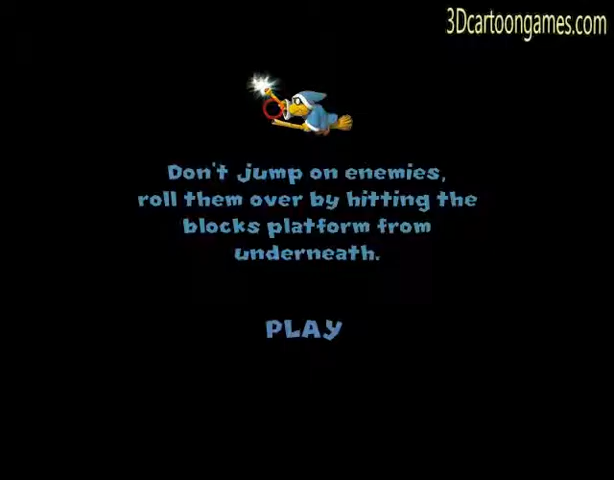 3Dcartoongames.com
Don't jump on enemies,
roll them over by hitting the
blocks platform from
underneath.
PLAY